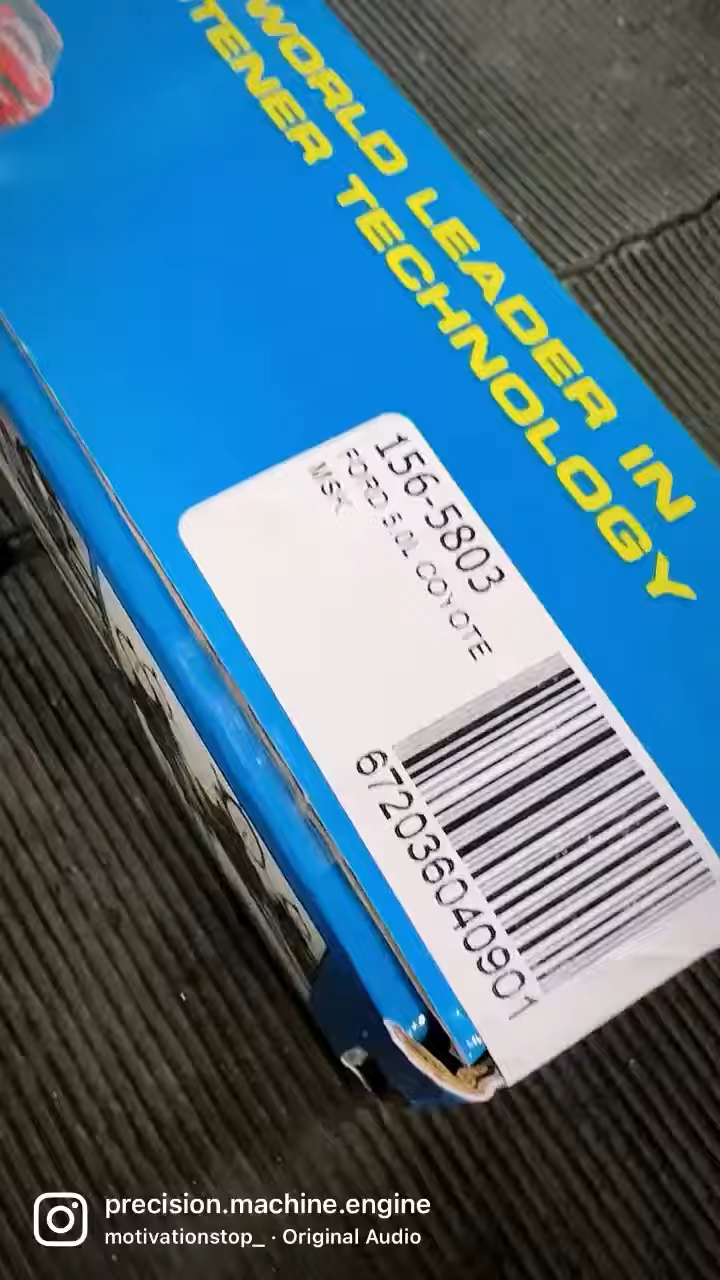 WORLD LEADER IN
TENER TECHNOLOGY
156-5803
FORD 5.0L COYOTE
MSK
672036040901
precision.machine.engine
motivationstop_ · Original Audio